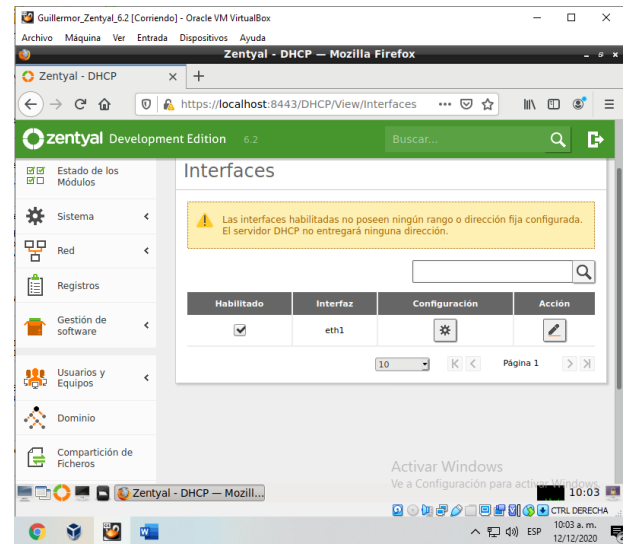 Guillermor_Zentyal_6.2 [Corriendo] - Oracle VM VirtualBox
Archivo Máquina Ver Entrada Dispositivos Ayuda
Zentyal - DHCP — Mozilla Firefox
Zentyal - DHCP
https://localhost:8443/DHCP/View/Interfaces
zentyal Development Edition 6.2
Buscar...
Estado de los
Módulos
Sistema
Red
Registros
Gestión de
software
Usuarios y
Equipos
Dominio
Compartición de
Ficheros
Interfaces
Las interfaces habilitadas no poseen ningún rango o dirección fija configurada.
El servidor DHCP no entregará ninguna dirección.
Habilitado Interfaz Configuración Acción
eth1
10 Página 1
Activar Windows
Ve a Configuración para activar Windows.
Zentyal - DHCP — Mozill...
10:03
CTRL DERECHA
ESP
10:03 a. m.
12/12/2020